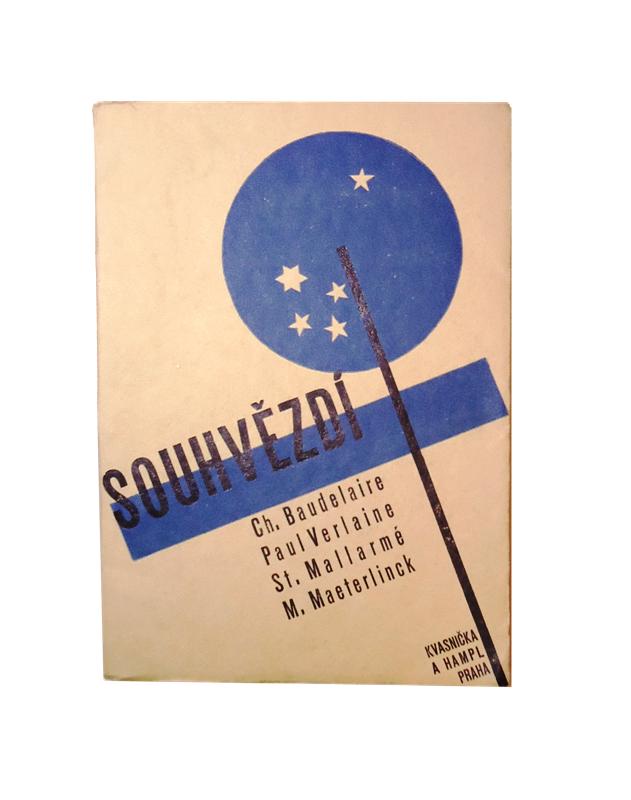 SOUHVĚZDÍ
Ch. Baudelaire
Paul Verlaine
St. Mallarmé
M. Maeterlinck
KVASNIČKA
A HAMPL
PRAHA